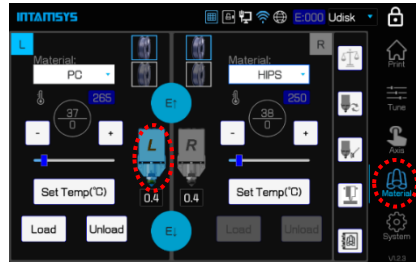 INTAMSYS E:000 Udisk
L R
Material: Material:
PC HIPS
265 250
37 38
0 0
- + - +
E↑
L R
Set Temp(℃) 0.4 0.4 Set Temp(℃)
Load Unload E↓ Load Unload
Print
Tune
Axis
Material
System
V1.2.3